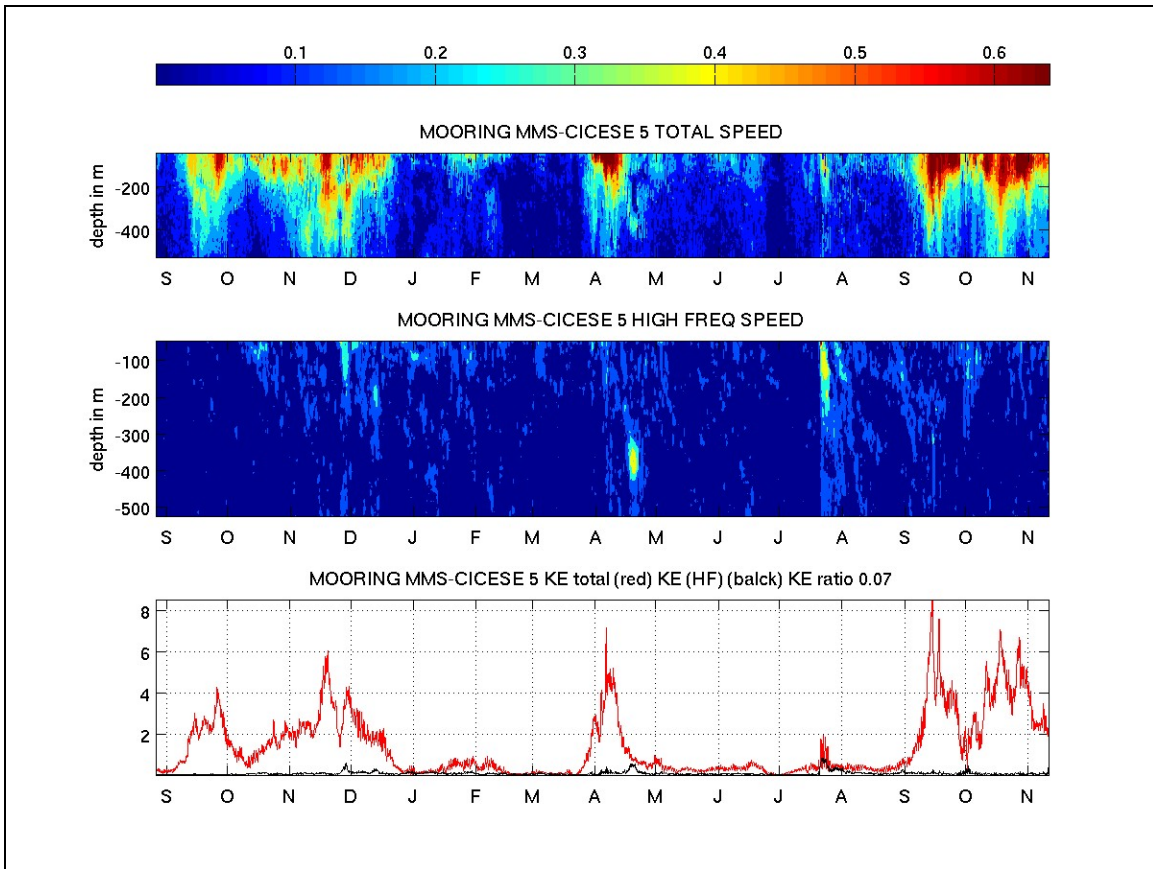 0.1 0.2 0.3 0.4 0.5 0.6
MOORING MMS-CICESE 5 TOTAL SPEED
depth in m
-200
-400
S O N D J F M A M J J A S O N
MOORING MMS-CICESE 5 HIGH FREQ SPEED
depth in m
-100
-200
-300
-400
-500
S O N D J F M A M J J A S O N
MOORING MMS-CICESE 5 KE total (red) KE (HF) (balck) KE ratio 0.07
8
6
4
2
S O N D J F M A M J J A S O N